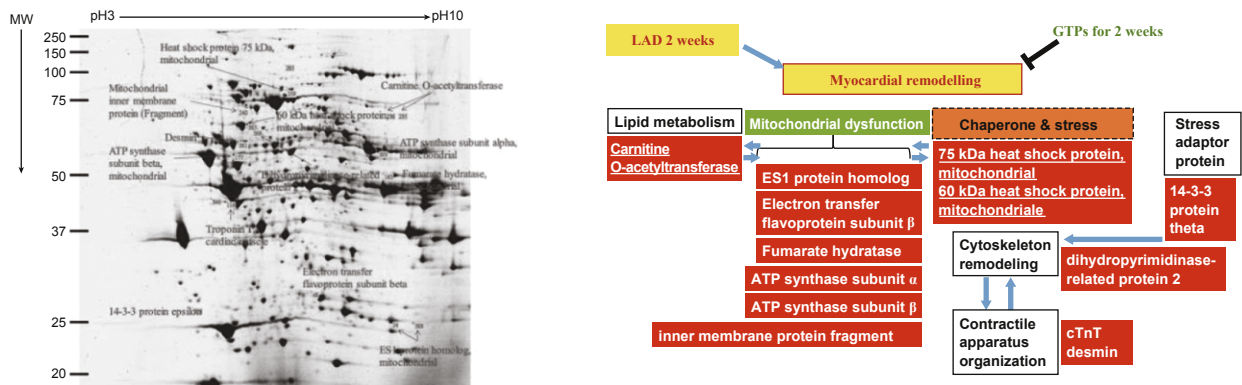 MW
pH3
pH10
250
150
100
75
50
37
25
20
Heat shock protein 75 kDa,
mitochondrial
Mitochondrial
inner membrane
protein (Fragment)
Carnitine O-acetyltransferase
60 kDa heat shock protein,
mitochondrial
Desmin
ATP synthase
subunit beta,
mitochondrial
ATP synthase subunit alpha,
mitochondrial
Fumarate hydratase,
protein
Troponin T
cardiac muscle
Electron transfer
flavoprotein subunit beta
14-3-3 protein epsilon
ES1 protein homolog,
mitochondrial
LAD 2 weeks
GTPs for 2 weeks
Myocardial remodelling
Lipid metabolism
Mitochondrial dysfunction
Chaperone & stress
Stress
adaptor
protein
Carnitine
O-acetyltransferase
75 kDa heat shock protein,
mitochondrial
60 kDa heat shock protein,
mitochondriale
ES1 protein homolog
Electron transfer
flavoprotein subunit β
Fumarate hydratase
ATP synthase subunit α
ATP synthase subunit β
inner membrane protein fragment
14-3-3
protein
theta
Cytoskeleton
remodeling
dihydropyrimidinase-
related protein 2
Contractile
apparatus
organization
cTnT
desmin